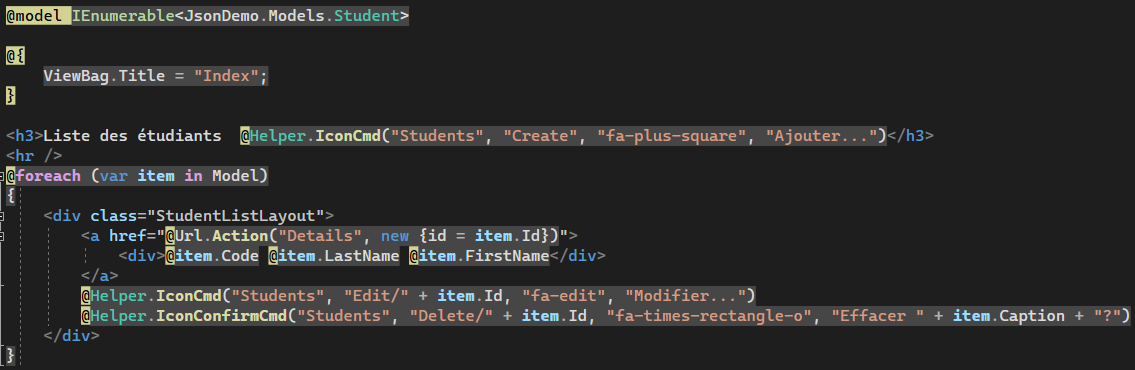 @model IEnumerable<JsonDemo.Models.Student>
@{
ViewBag.Title = "Index";
}
<h3>Liste des étudiants  @Helper.IconCmd("Students", "Create", "fa-plus-square", "Ajouter...")</h3>
<hr />
@foreach (var item in Model)
{
<div class="StudentListLayout">
<a href="@Url.Action("Details", new {id = item.Id})">
<div>@item.Code @item.LastName @item.FirstName</div>
</a>
@Helper.IconCmd("Students", "Edit/" + item.Id, "fa-edit", "Modifier...")
@Helper.IconConfirmCmd("Students", "Delete/" + item.Id, "fa-times-rectangle-o", "Effacer " + item.Caption + "?")
</div>
}